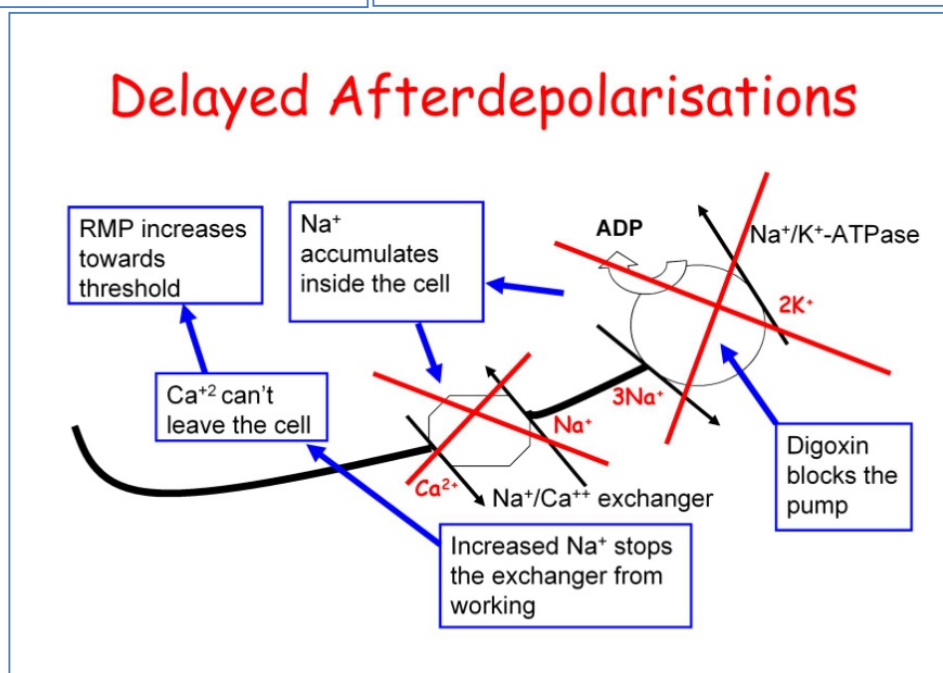 Delayed Afterdepolarisations
RMP increases
towards
threshold
Na⁺
accumulates
inside the cell
ADP
Na⁺/K⁺-ATPase
2K⁺
Ca⁺² can't
leave the cell
3Na⁺
Na⁺
Ca²⁺
Na⁺/Ca⁺⁺ exchanger
Digoxin
blocks the
pump
Increased Na⁺ stops
the exchanger from
working